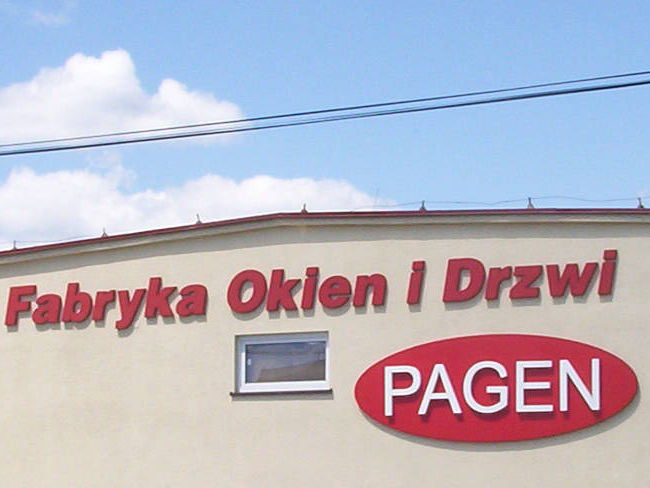 Fabryka Okien i Drzwi
PAGEN